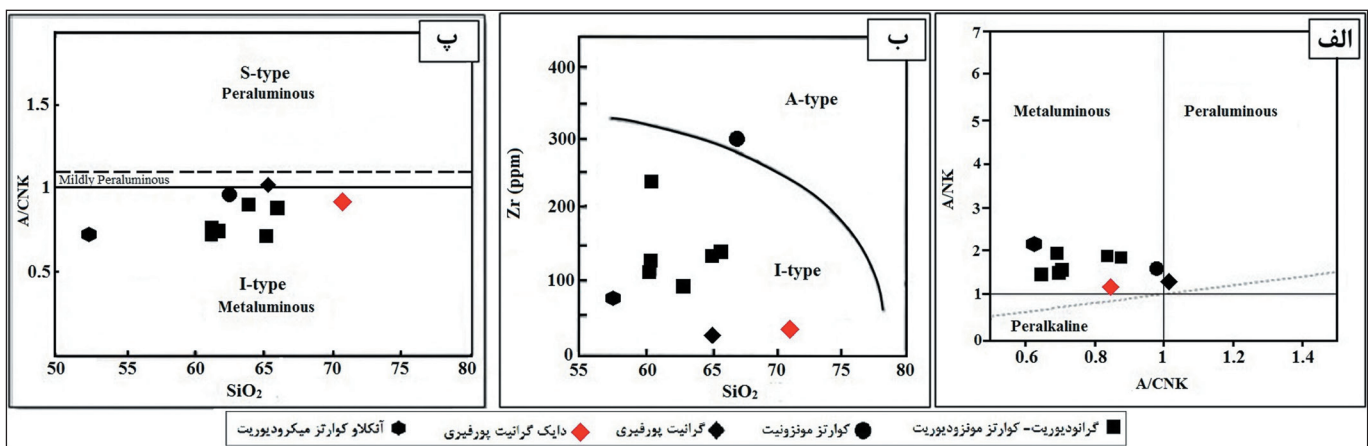 پ
S-type
Peraluminous
1.5
Mildly Peraluminous
1
0.5
A/CNK
I-type
Metaluminous
50 55 60 65 70 75 80
SiO₂
ب
400
A-type
300
200
Zr (ppm)
I-type
100
0
55 60 65 70 75 80
SiO₂
الف
7
6
5
Metaluminous Peraluminous
4
A/NK
3
2
1
Peralkaline
0
0.6 0.8 1 1.2 1.4
A/CNK
گرانودیوریت- کوارتز مونزودیوریت
کوارتز مونزونیت
گرانیت پورفیری
دایک گرانیت پورفیری
آنکلاو کوارتز میکرودیوریت